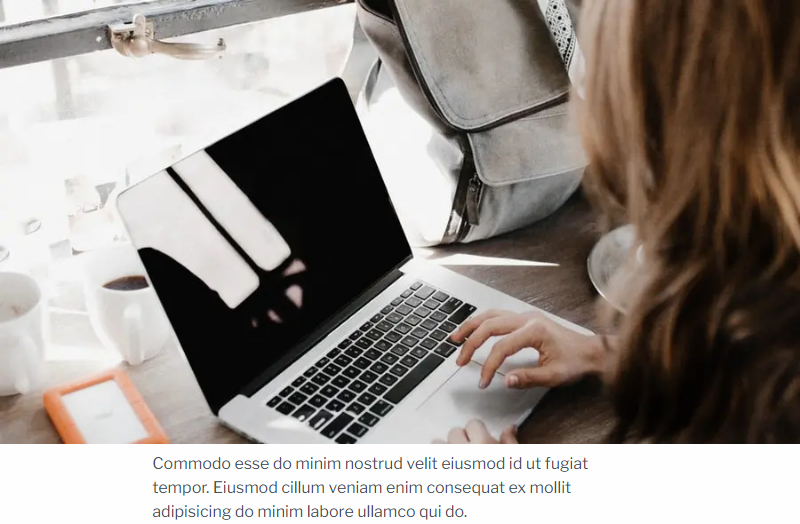 Commodo esse do minim nostrud velit eiusmod id ut fugiat
tempor. Eiusmod cillum veniam enim consequat ex mollit
adipisicing do minim labore ullamco qui do.